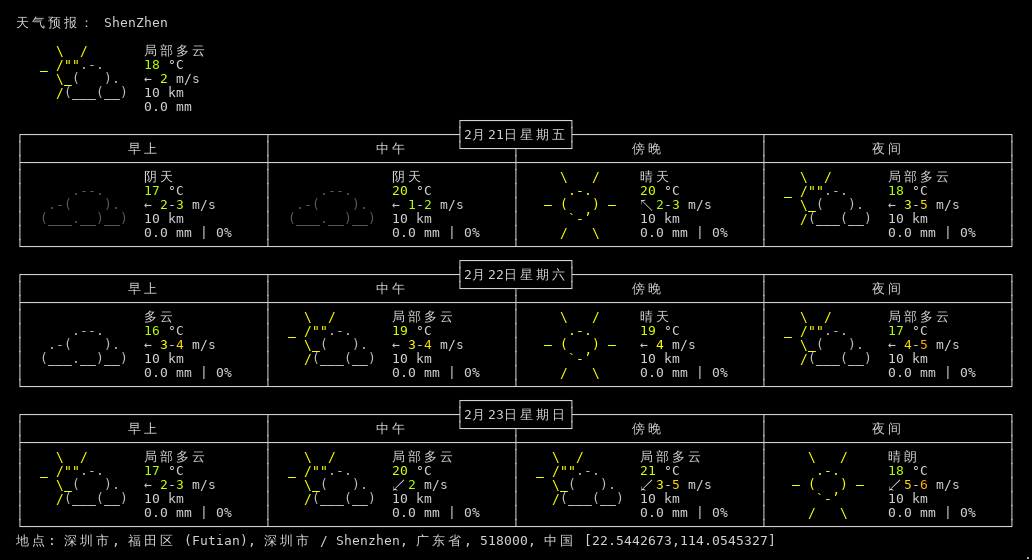 天气预报: ShenZhen
局部多云
18 °C
← 2 m/s
10 km
0.0 mm
2月21日星期五
早上 中午 傍晚 夜间
阴天 阴天 晴天 局部多云
17 °C 20 °C 20 °C 18 °C
← 2-3 m/s ← 1-2 m/s ↖ 2-3 m/s ← 3-5 m/s
10 km 10 km 10 km 10 km
0.0 mm | 0% 0.0 mm | 0% 0.0 mm | 0% 0.0 mm | 0%
2月22日星期六
早上 中午 傍晚 夜间
多云 局部多云 晴天 局部多云
16 °C 19 °C 19 °C 17 °C
← 3-4 m/s ← 3-4 m/s ← 4 m/s ← 4-5 m/s
10 km 10 km 10 km 10 km
0.0 mm | 0% 0.0 mm | 0% 0.0 mm | 0% 0.0 mm | 0%
2月23日星期日
早上 中午 傍晚 夜间
局部多云 局部多云 局部多云 晴朗
17 °C 20 °C 21 °C 18 °C
← 2-3 m/s ↙ 2 m/s ↙ 3-5 m/s ↙ 5-6 m/s
10 km 10 km 10 km 10 km
0.0 mm | 0% 0.0 mm | 0% 0.0 mm | 0% 0.0 mm | 0%
地点: 深圳市, 福田区 (Futian), 深圳市 / Shenzhen, 广东省, 518000, 中国 [22.5442673,114.0545327]